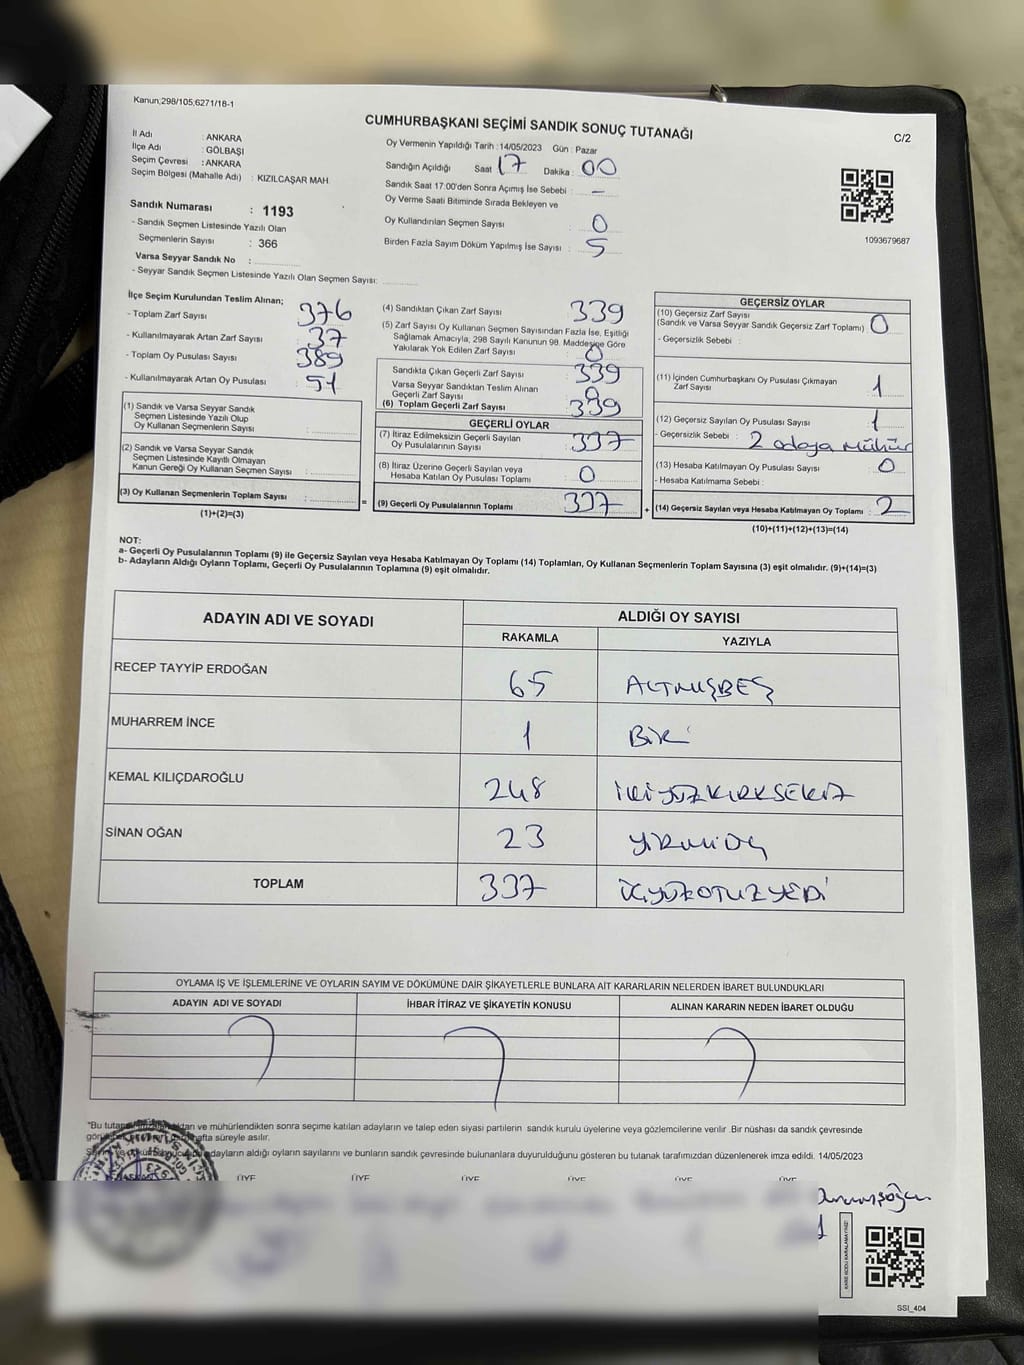 Kanun;298/105,6271/18-1
CUMHURBAŞKANI SEÇİMİ SANDIK SONUÇ TUTANAĞI
C/2
İl Adı : ANKARA
İlçe Adı : GÖLBAŞI
Seçim Çevresi : ANKARA
Seçim Bölgesi (Mahalle Adı) : KIZILCAŞAR MAH.
Sandık Numarası : 1193
- Sandık Seçmen Listesinde Yazılı Olan
Seçmenlerin Sayısı : 366
Varsa Seyyar Sandık No :
- Seyyar Sandık Seçmen Listesinde Yazılı Olan Seçmen Sayısı:
Oy Vermenin Yapıldığı Tarih : 14/05/2023 Gün : Pazar
Sandığın Açıldığı Saat 17 Dakika : 00
Sandık Saat 17:00'den Sonra Açımış İse Sebebi : —
Oy Verme Saati Bitiminde Sırada Bekleyen ve
Oy Kullandırılan Seçmen Sayısı : 0
Birden Fazla Sayım Döküm Yapılmış İse Sayısı : 5
1093679687
İlçe Seçim Kurulundan Teslim Alınan;
- Toplam Zarf Sayısı : 376
- Kullanılmayarak Artan Zarf Sayısı : 37
- Toplam Oy Pusulası Sayısı : 389
- Kullanılmayarak Artan Oy Pusulası : 51
(1) Sandık ve Varsa Seyyar Sandık
Seçmen Listesinde Yazılı Olup
Oy Kullanan Seçmenlerin Sayısı :
(2) Sandık ve Varsa Seyyar Sandık
Seçmen Listesinde Kayıtlı Olmayan
Kanun Gereği Oy Kullanan Seçmen Sayısı :
(3) Oy Kullanan Seçmenlerin Toplam Sayısı :
(1)+(2)=(3)
(4) Sandıktan Çıkan Zarf Sayısı : 339
(5) Zarf Sayısı Oy Kullanan Seçmen Sayısından Fazla İse, Eşitliği
Sağlamak Amacıyla; 298 Sayılı Kanunun 98. Maddesine Göre
Yakılarak Yok Edilen Zarf Sayısı : 0
Sandıkta Çıkan Geçerli Zarf Sayısı : 339
Varsa Seyyar Sandıktan Teslim Alınan
Geçerli Zarf Sayısı : 0
(6) Toplam Geçerli Zarf Sayısı : 339
GEÇERLİ OYLAR
(7) İtiraz Edilmeksizin Geçerli Sayılan
Oy Pusulalarının Sayısı : 337
(8) İtiraz Üzerine Geçerli Sayılan veya
Hesaba Katılan Oy Pusulası Toplamı : 0
(9) Geçerli Oy Pusulalarının Toplamı : 337
GEÇERSİZ OYLAR
(10) Geçersiz Zarf Sayısı
(Sandık ve Varsa Seyyar Sandık Geçersiz Zarf Toplamı) : 0
- Geçersizlik Sebebi :
(11) İçinden Cumhurbaşkanı Oy Pusulası Çıkmayan
Zarf Sayısı : 1
(12) Geçersiz Sayılan Oy Pusulası Sayısı : 1
- Geçersizlik Sebebi : 2 adaya mühür
(13) Hesaba Katılmayan Oy Pusulası Sayısı : 0
- Hesaba Katılmama Sebebi :
(14) Geçersiz Sayılan veya Hesaba Katılmayan Oy Toplamı : 2
(10)+(11)+(12)+(13)=(14)
NOT:
a- Geçerli Oy Pusulalarının Toplamı (9) ile Geçersiz Sayılan veya Hesaba Katılmayan Oy Toplamı (14) Toplamları, Oy Kullanan Seçmenlerin Toplam Sayısına (3) eşit olmalıdır. (9)+(14)=(3)
b- Adayların Aldığı Oyların Toplamı, Geçerli Oy Pusulalarının Toplamına (9) eşit olmalıdır.
ADAYIN ADI VE SOYADI
ALDIĞI OY SAYISI
RAKAMLA YAZIYLA
RECEP TAYYİP ERDOĞAN 65 ALTMIŞBEŞ
MUHARREM İNCE 1 BİR
KEMAL KILIÇDAROĞLU 248 İKİYÜZKIRKSEKİZ
SİNAN OĞAN 23 YİRMİÜÇ
TOPLAM 337 ÜÇYÜZOTUZYEDİ
OYLAMA İŞ VE İŞLEMLERİNE VE OYLARIN SAYIM VE DÖKÜMÜNE DAİR ŞİKAYETLERLE BUNLARA AİT KARARLARIN NELERDEN İBARET BULUNDUKLARI
ADAYIN ADI VE SOYADI İHBAR İTİRAZ VE ŞİKAYETİN KONUSU ALINAN KARARIN NEDEN İBARET OLDUĞU
"Bu tutanak ve mühürlendikten sonra seçime katılan adayların ve talep eden siyasi partilerin sandık kurulu üyelerine veya gözlemcilerine verilir .Bir nüshası da sandık çevresinde
hafta süreyle asılır.
adayların aldığı oyların sayılarını ve bunların sandık çevresinde bulunanlara duyurulduğunu gösteren bu tutanak tarafımızdan düzenlenerek imza edildi. 14/05/2023
ÜYE ÜYE ÜYE ÜYE ÜYE ÜYE
KARE KODU KARALAMAYINIZ!
SSI_404